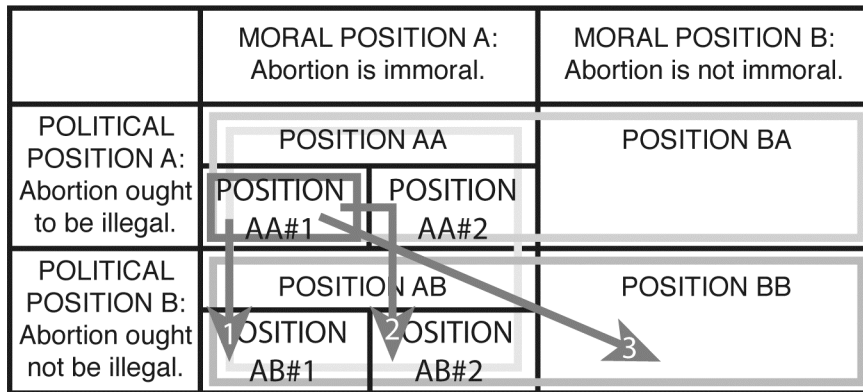 MORAL POSITION A:
Abortion is immoral.
MORAL POSITION B:
Abortion is not immoral.
POLITICAL
POSITION A:
Abortion ought
to be illegal.
POSITION AA
POSITION BA
POSITION
AA#1
POSITION
AA#2
POLITICAL
POSITION B:
Abortion ought
not be illegal.
POSITION AB
POSITION BB
1
POSITION
AB#1
2
POSITION
AB#2
3